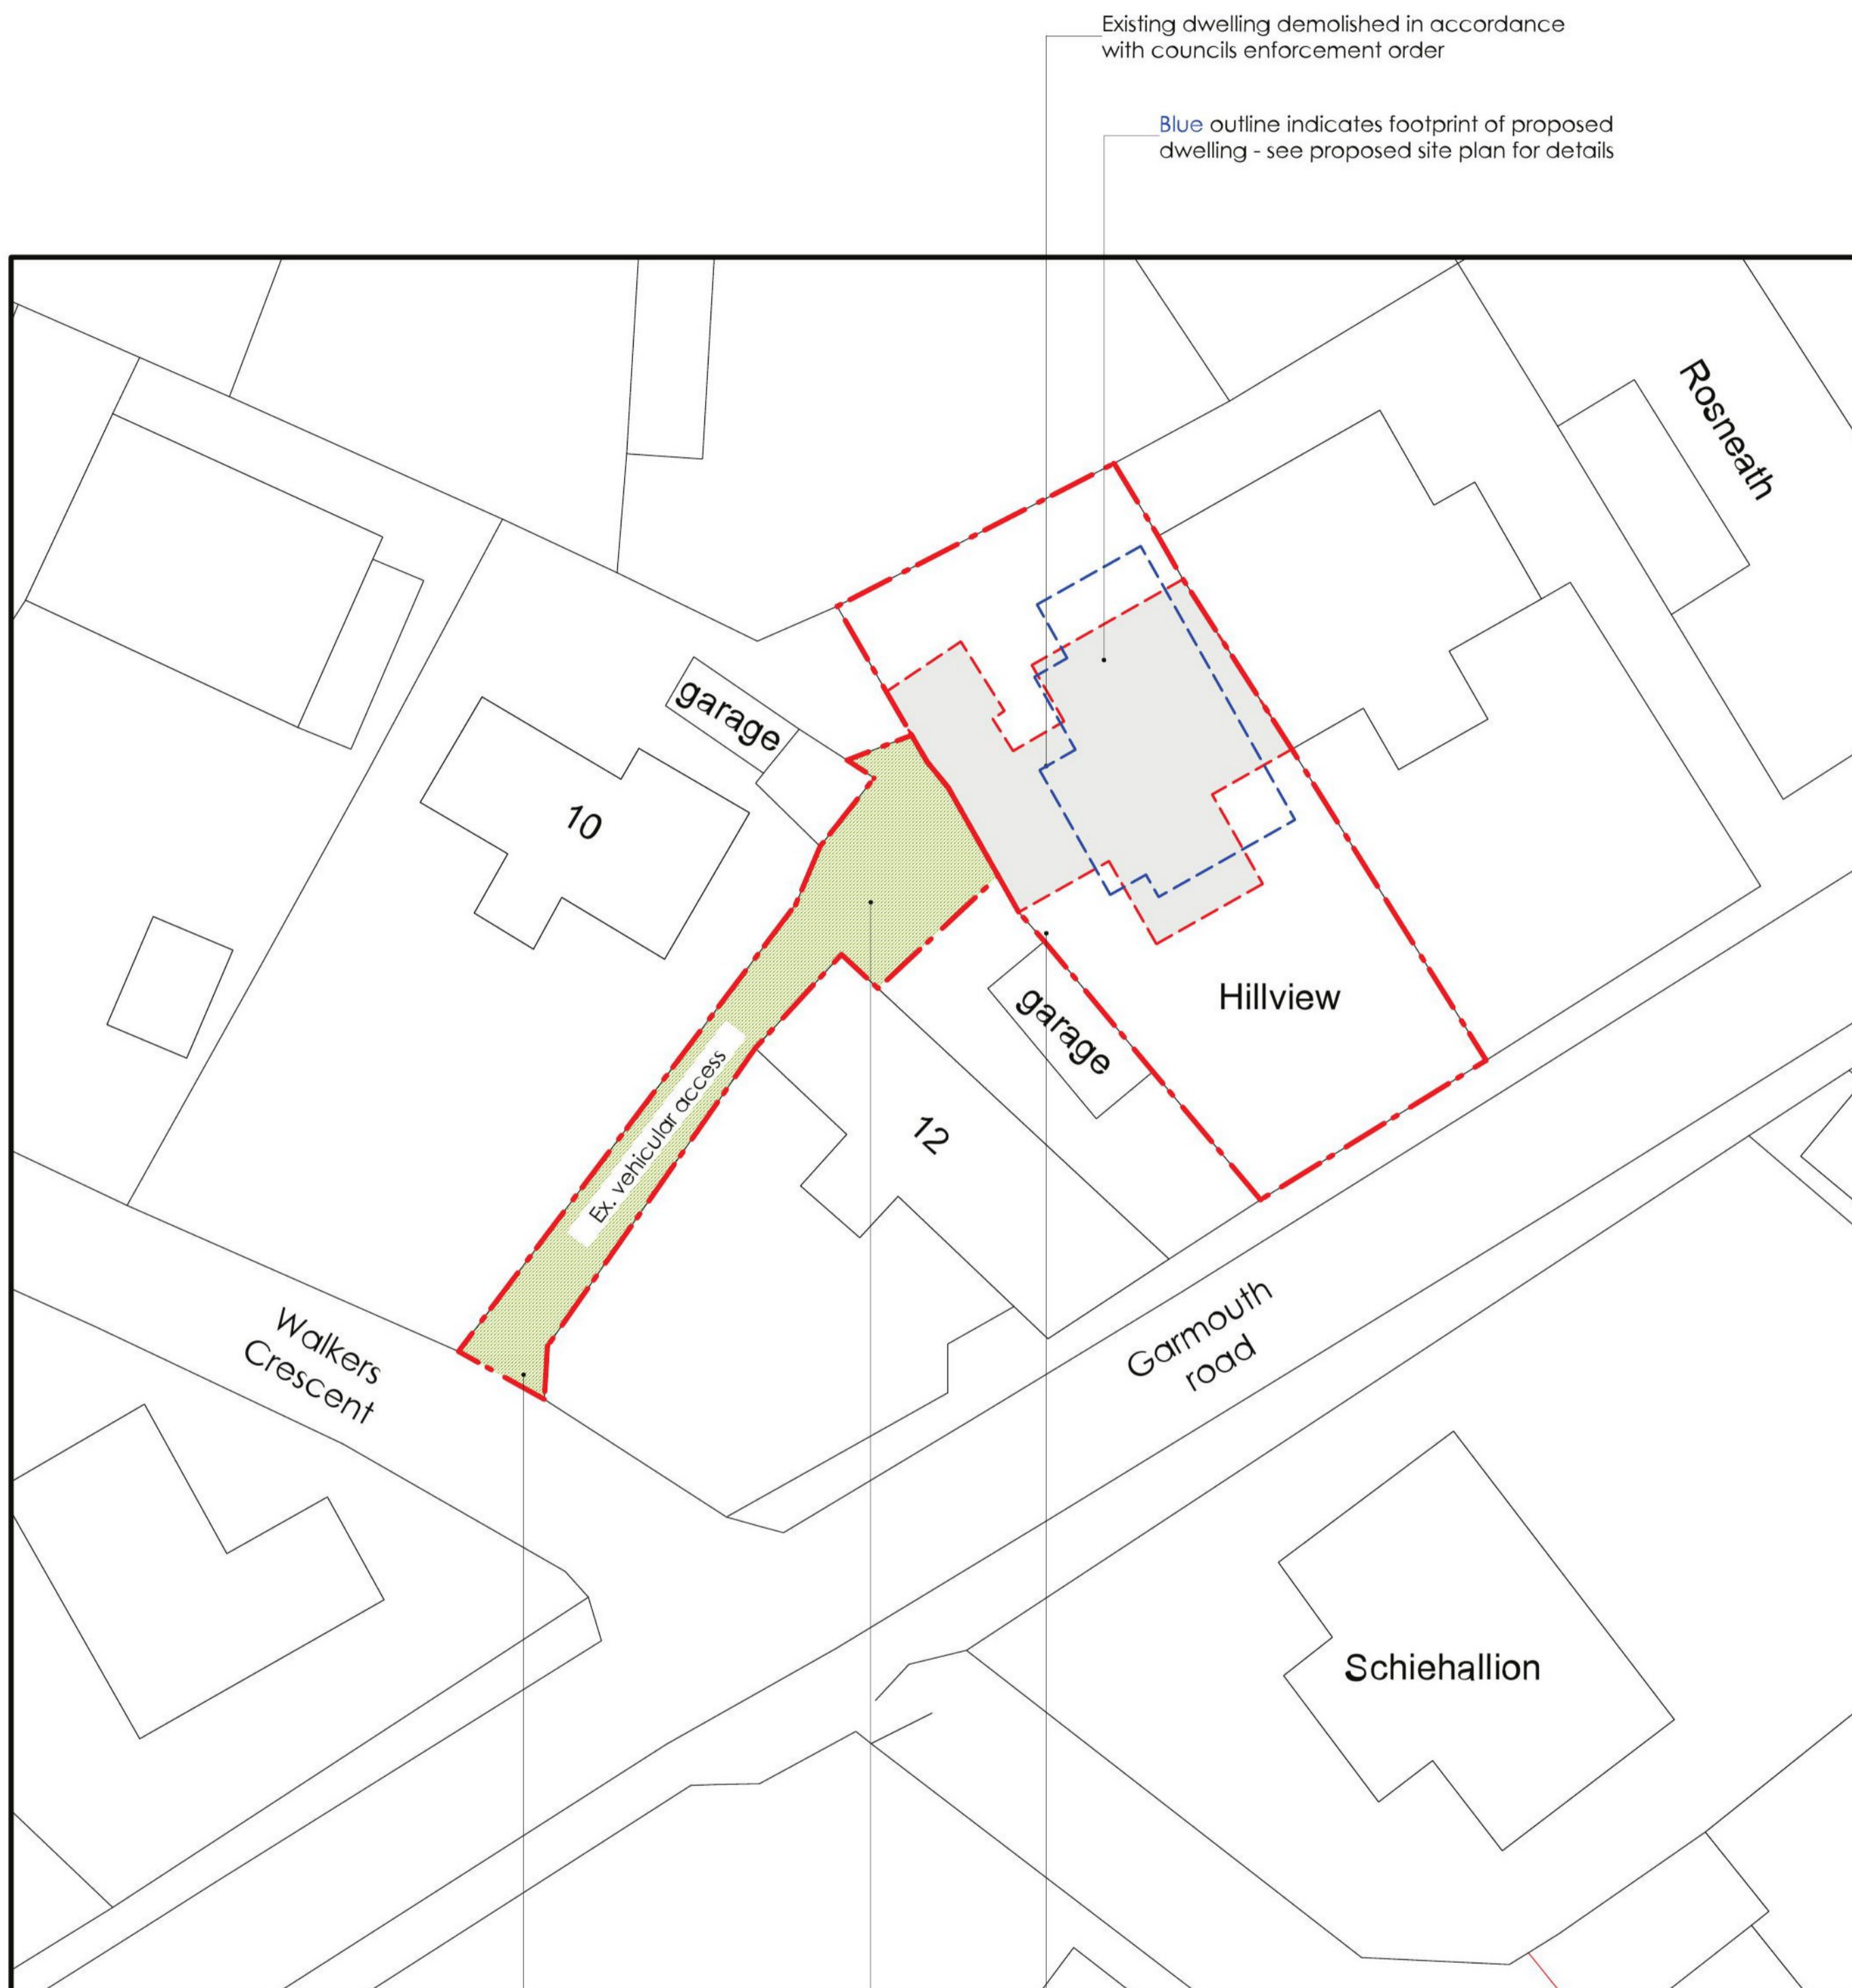 Existing dwelling demolished in accordance
with councils enforcement order
Blue outline indicates footprint of proposed
dwelling - see proposed site plan for details
Rosneath
garage
10
Hillview
garage
Ex. vehicular access
12
Walkers
Crescent
Garmouth
road
Schiehallion